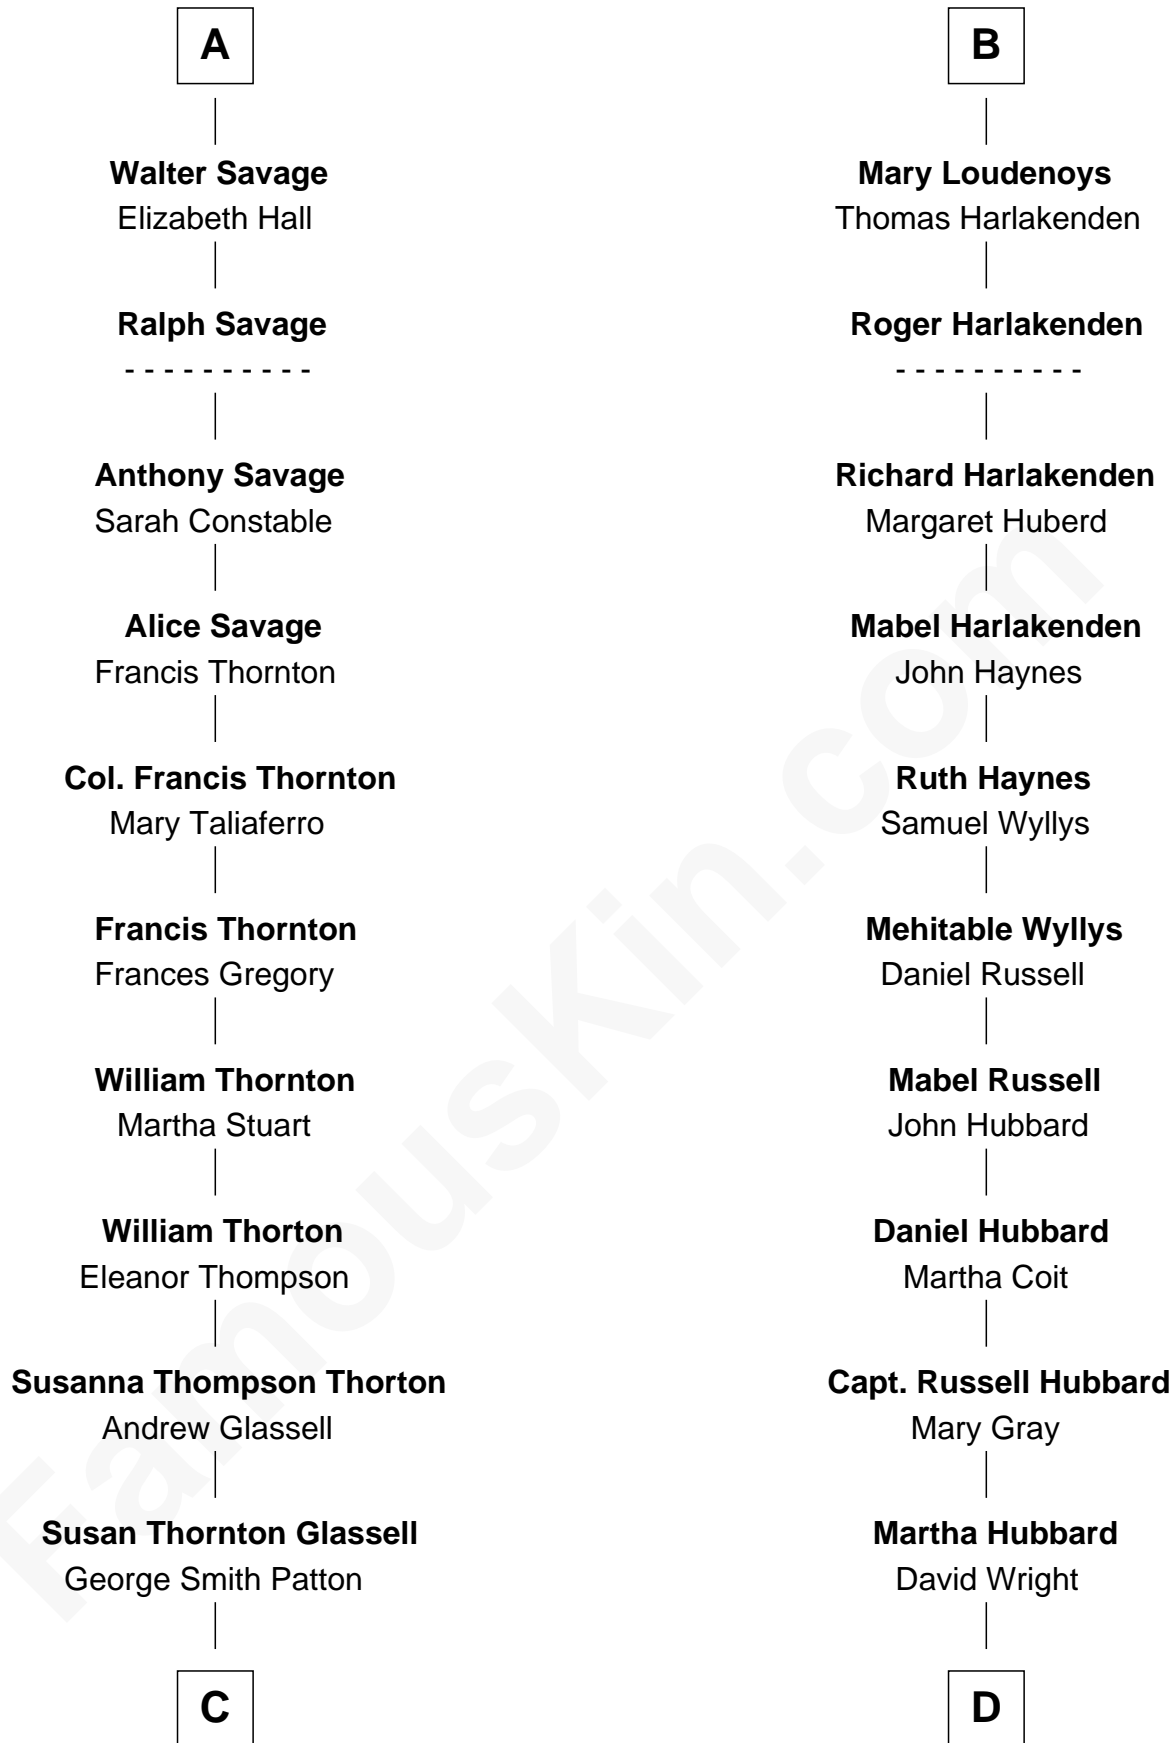 A
Walter Savage
Elizabeth Hall
Ralph Savage
- - - - - - - - - -
Anthony Savage
Sarah Constable
Alice Savage
Francis Thornton
Col. Francis Thornton
Mary Taliaferro
Francis Thornton
Frances Gregory
William Thornton
Martha Stuart
William Thorton
Eleanor Thompson
Susanna Thompson Thorton
Andrew Glassell
Susan Thornton Glassell
George Smith Patton
C
B
Mary Loudenoys
Thomas Harlakenden
Roger Harlakenden
- - - - - - - - - -
Richard Harlakenden
Margaret Huberd
Mabel Harlakenden
John Haynes
Ruth Haynes
Samuel Wyllys
Mehitable Wyllys
Daniel Russell
Mabel Russell
John Hubbard
Daniel Hubbard
Martha Coit
Capt. Russell Hubbard
Mary Gray
Martha Hubbard
David Wright
D
FamousKin.com